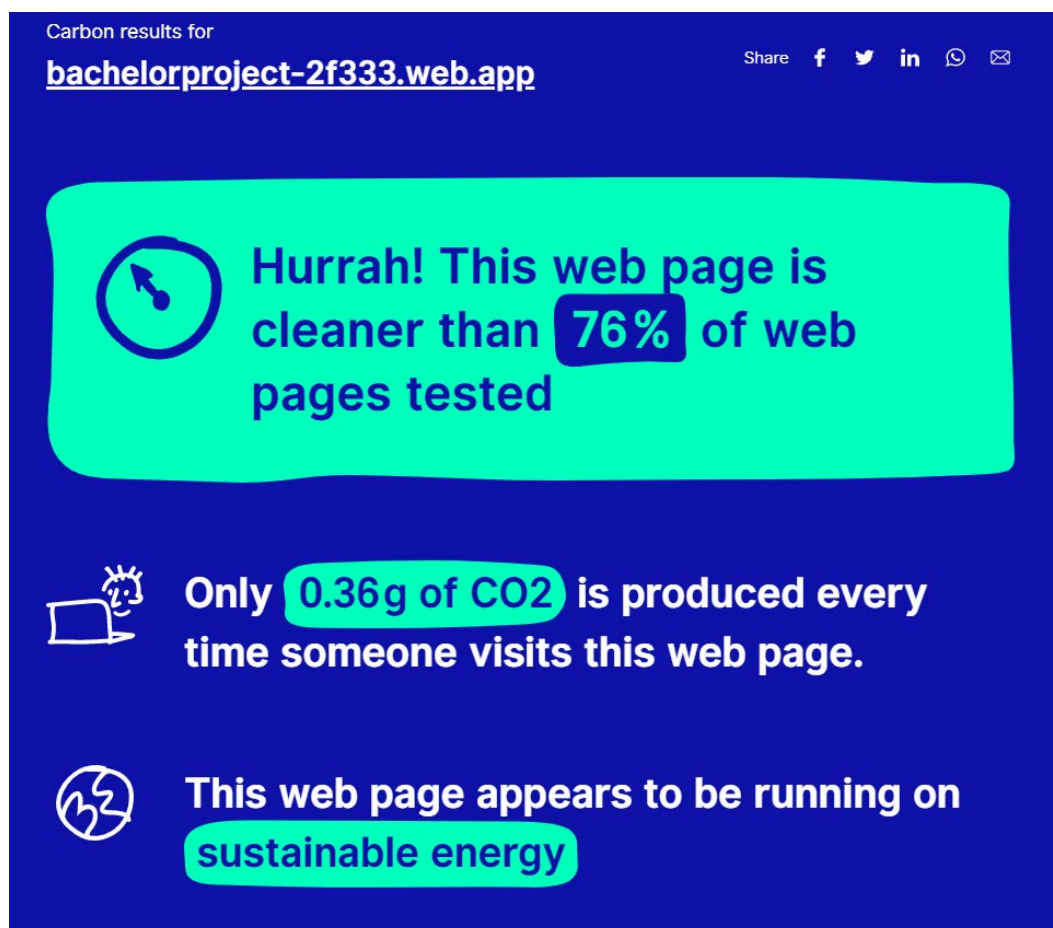 Carbon results for
bachelorproject-2f333.web.app
Share
Hurrah! This web page is
cleaner than 76% of web
pages tested
Only 0.36g of CO2 is produced every
time someone visits this web page.
This web page appears to be running on
sustainable energy